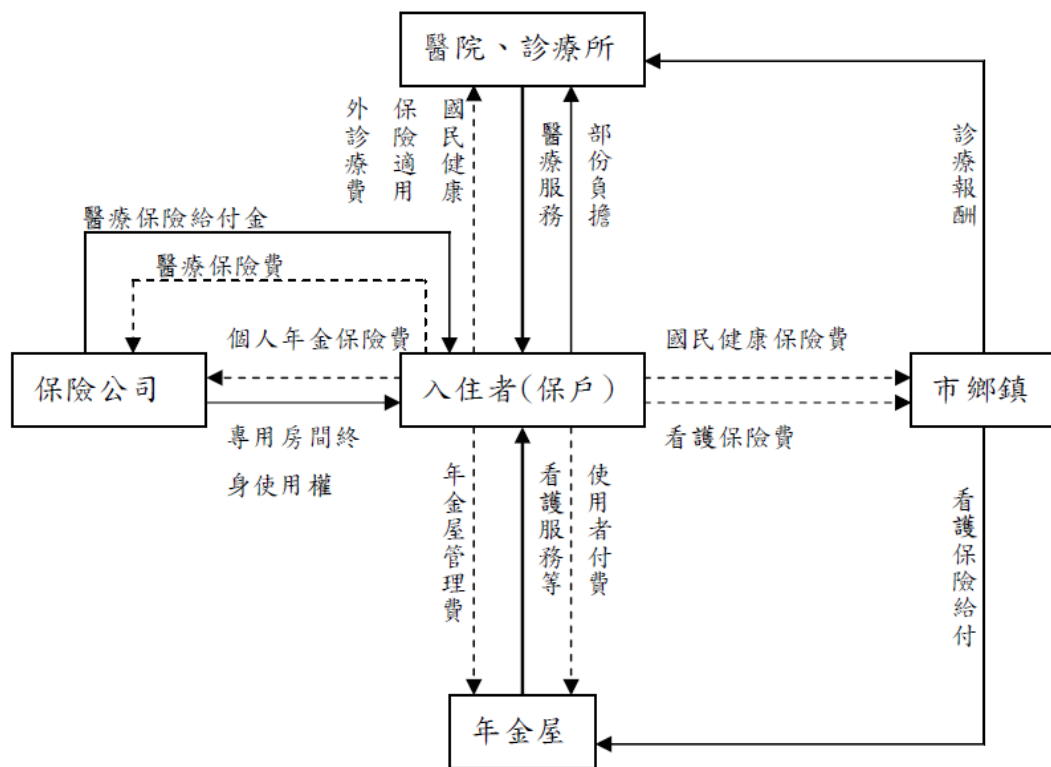 醫院、診療所
國民健康
保險適用
外診療費
醫療服務
部份負擔
診療報酬
醫療保險給付金
醫療保險費
個人年金保險費
國民健康保險費
保險公司
入住者(保戶)
市鄉鎮
專用房間終
身使用權
看護保險費
年金屋管理費
看護服務等
使用者付費
看護保險給付
年金屋